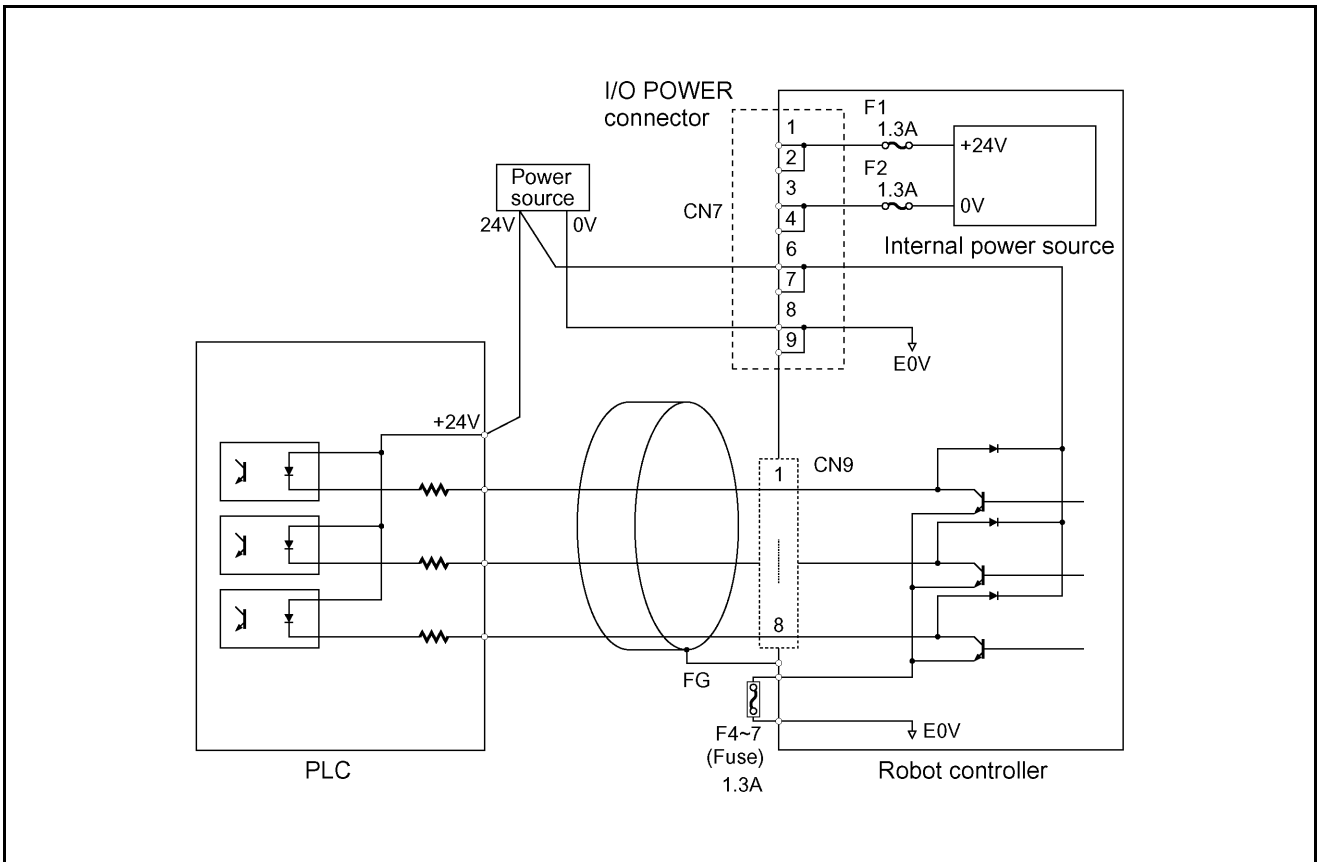 I/O POWER
connector
1
F1
1.3A
+24V
2
F2
3
1.3A
Power
source
CN7
4
0V
24V
0V
6
Internal power source
7
8
9
E0V
+24V
1
CN9
8
FG
F4~7
(Fuse)
1.3A
E0V
PLC
Robot controller